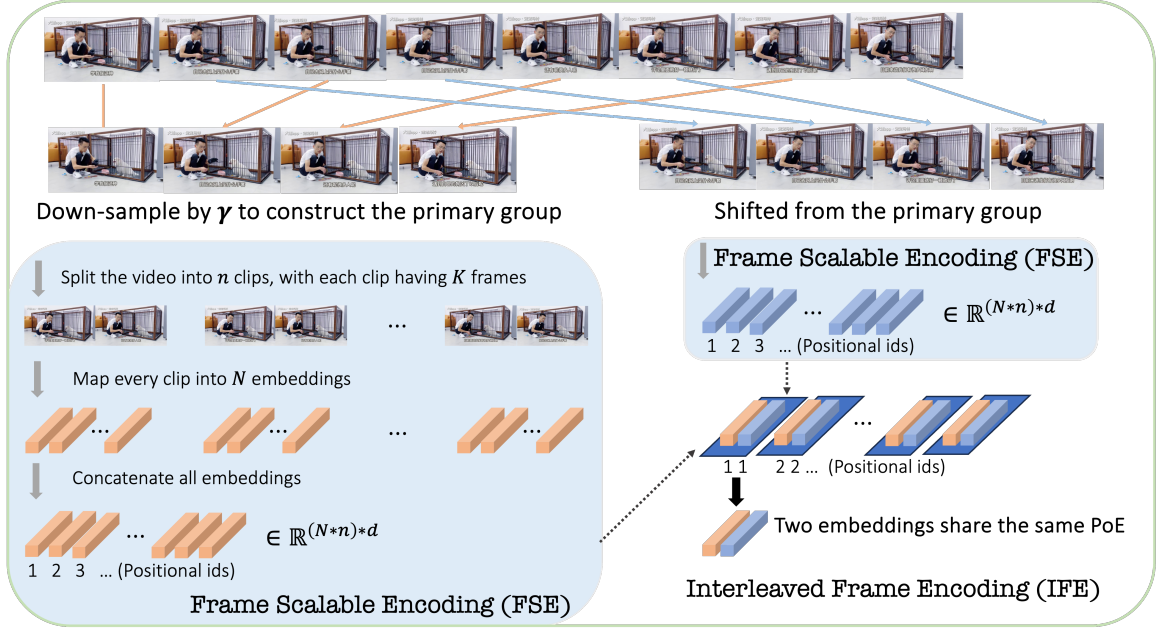 Down-sample by γ to construct the primary group
Shifted from the primary group
Split the video into n clips, with each clip having K frames
...
Map every clip into N embeddings
... ... ...
...
Concatenate all embeddings
... ∈ ℝ^(N*n)*d
1 2 3 ... (Positional ids)
Frame Scalable Encoding (FSE)
Frame Scalable Encoding (FSE)
... ∈ ℝ^(N*n)*d
1 2 3 ... (Positional ids)
...
1 1 2 2 ... (Positional ids)
Two embeddings share the same PoE
Interleaved Frame Encoding (IFE)